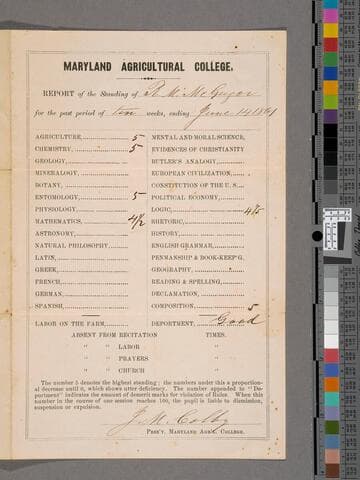 MARYLAND AGRICULTURAL COLLEGE.
REPORT of the Standing of R. M. McGregor
for the past period of ten weeks, ending June 14 1861
AGRICULTURE, 5
CHEMISTRY, 5
GEOLOGY,
MINERALOGY,
BOTANY,
ENTOMOLOGY, 5
PHYSIOLOGY,
MATHEMATICS, 4½
ASTRONOMY,
NATURAL PHILOSOPHY,
LATIN,
GREEK,
FRENCH,
GERMAN,
SPANISH,
LABOR ON THE FARM,
MENTAL AND MORAL SCIENCE,
EVIDENCES OF CHRISTIANITY
BUTLER'S ANALOGY,
EUROPEAN CIVILIZATION,
CONSTITUTION OF THE U. S.
POLITICAL ECONOMY,
LOGIC,
RHETORIC,
HISTORY,
ENGLISH GRAMMAR,
PENMANSHIP & BOOK-KEEP'G.
GEOGRAPHY,
READING & SPELLING,
DECLAMATION,
COMPOSITION, 5
DEPORTMENT, Good
ABSENT FROM RECITATION TIMES.
" " LABOR "
" " PRAYERS "
" " CHURCH "
The number 5 denotes the highest standing; the numbers under this a proportional decrease until 0, which shews utter deficiency. The number appended to "Deportment" indicates the amount of demerit marks for violation of Rules. When this number in the course of one session reaches 100, the pupil is liable to dismission, suspension or expulsion.
J. M. Colby
PRES'T. MARYLAND AGRIC. COLLEGE.